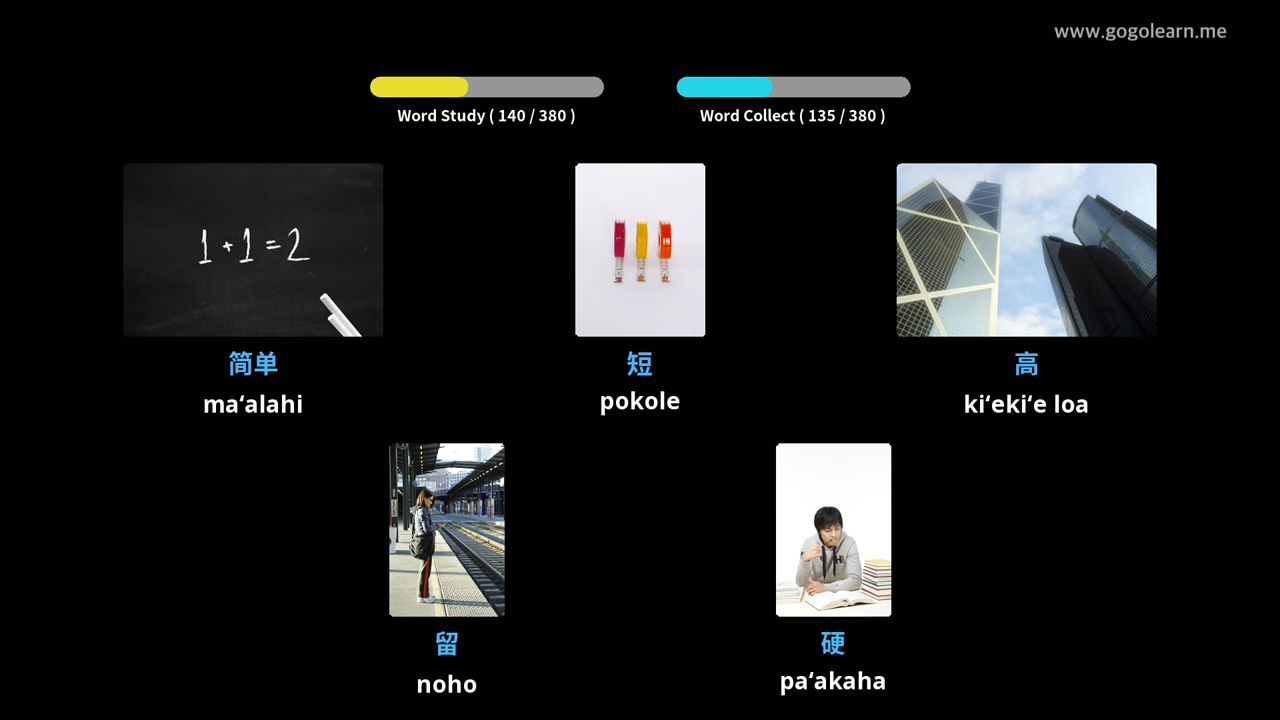 www.gogolearn.me
Word Study ( 140 / 380 )
Word Collect ( 135 / 380 )
1 + 1 = 2
简单
maʻalahi
短
pokole
高
kiʻekiʻe loa
留
noho
硬
paʻakaha